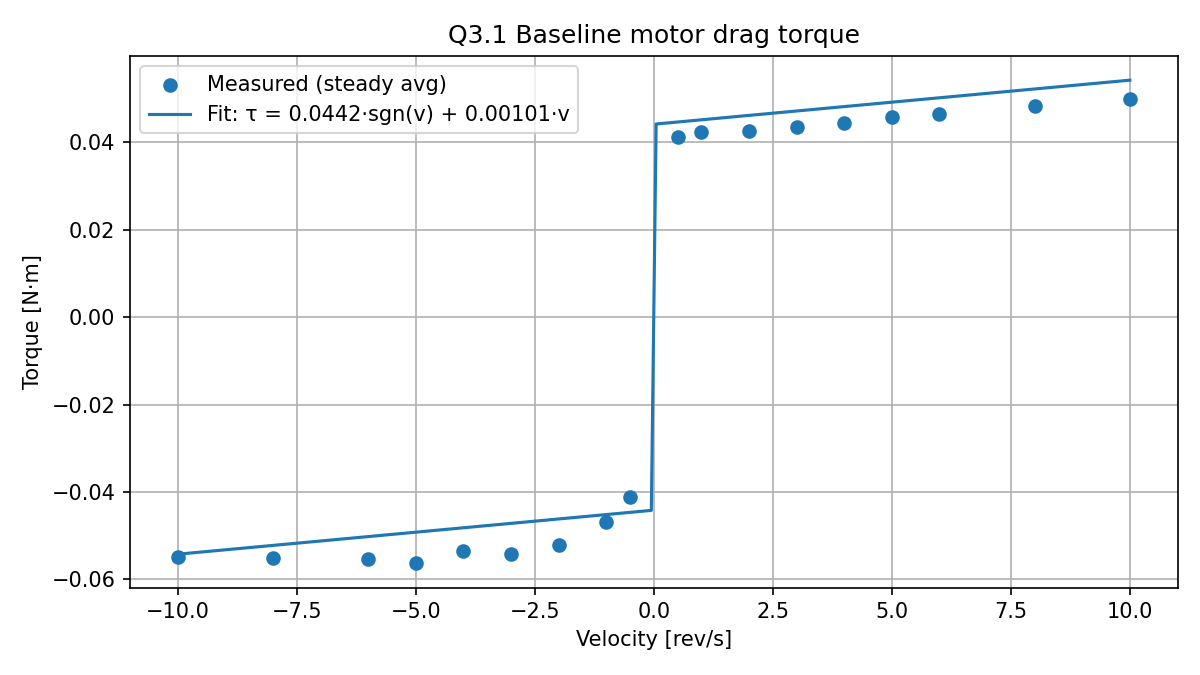 Q3.1 Baseline motor drag torque
Measured (steady avg)
Fit: τ = 0.0442·sgn(v) + 0.00101·v
Torque [N·m]
0.04
0.02
0.00
−0.02
−0.04
−0.06
−10.0 −7.5 −5.0 −2.5 0.0 2.5 5.0 7.5 10.0
Velocity [rev/s]